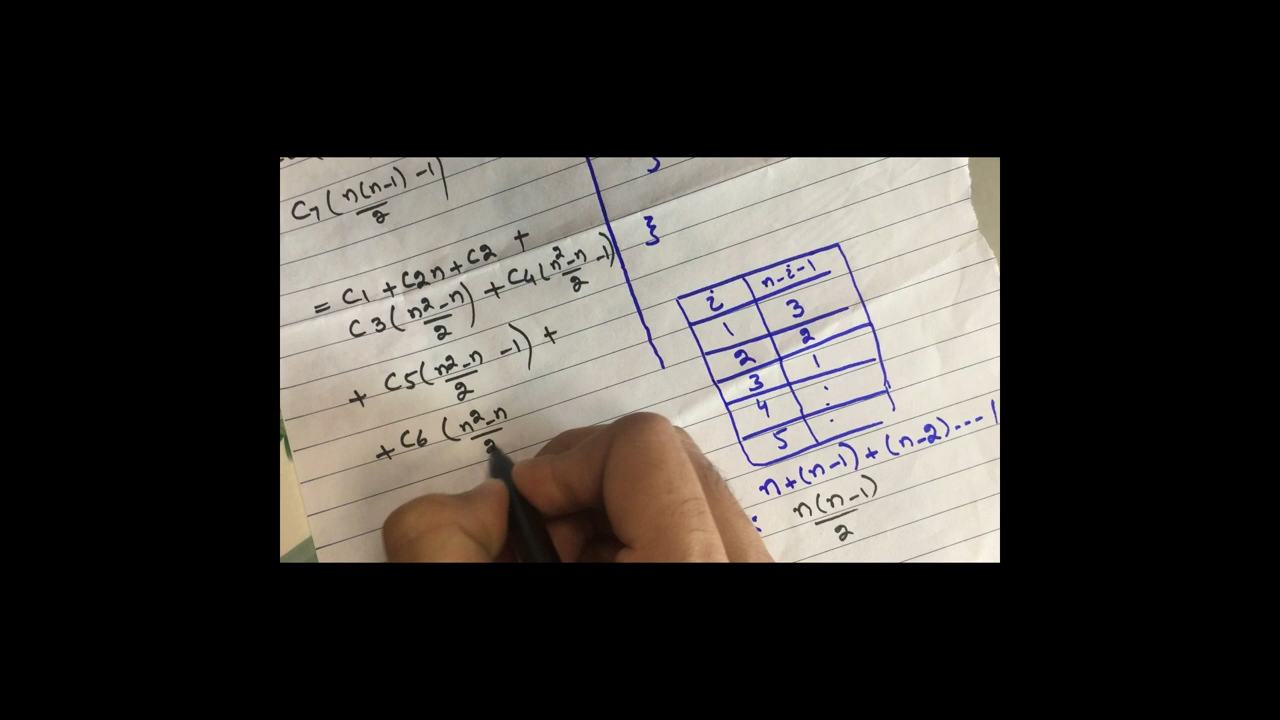 C7 (n(n-1)/2 -1)
= C1 + C2n + C2 +
C3 (n²-n/2) + C4 (n²-n/2 -1)
+ C5 (n²-n/2 -1) +
+ C6 (n²-n/2
}
}
i n-i-1
1 3
2 2
3 1
4 :
5 .
n+(n-1)+(n-2)...1
: n(n-1)/2